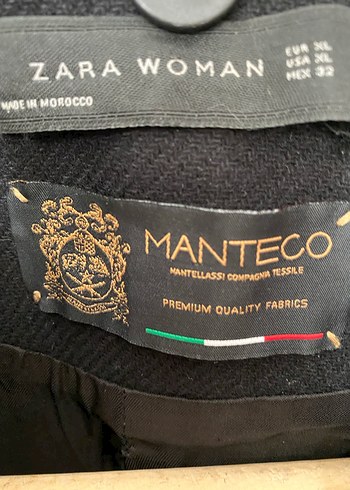 ZARA WOMAN
EUR XL
USA XL
MEX 32
MADE IN MOROCCO
MANTECO
MANTELLASSI COMPAGNIA TESSILE
PREMIUM QUALITY FABRICS